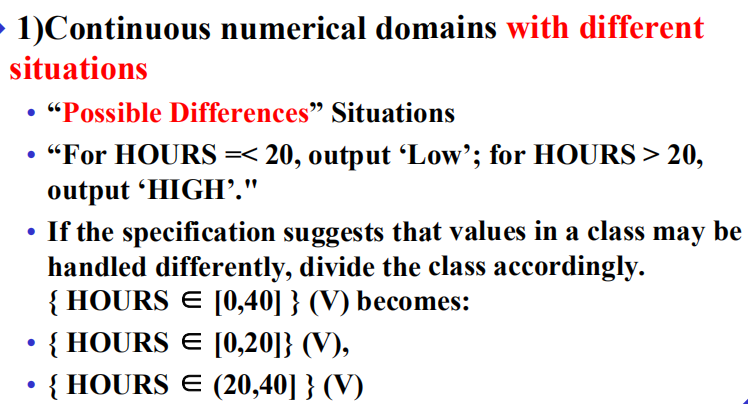 1)Continuous numerical domains with different
situations
• “Possible Differences” Situations
• “For HOURS =< 20, output ‘Low’; for HOURS > 20,
output ‘HIGH’."
• If the specification suggests that values in a class may be
handled differently, divide the class accordingly.
{ HOURS ∈ [0,40] } (V) becomes:
• { HOURS ∈ [0,20]} (V),
• { HOURS ∈ (20,40] } (V)